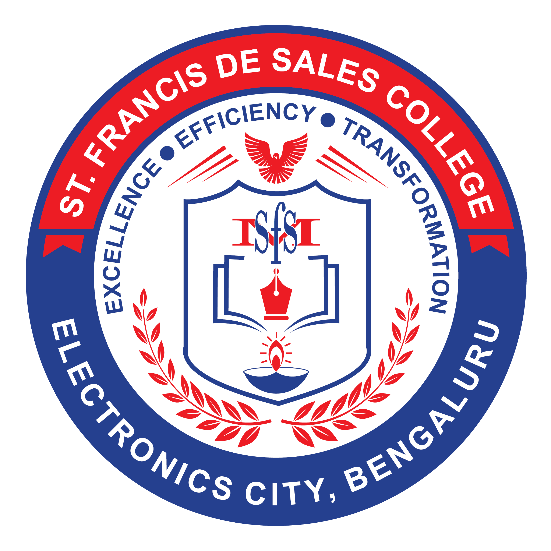 ST. FRANCIS DE SALES COLLEGE
EXCELLENCE ● EFFICIENCY ● TRANSFORMATION
SFS
ELECTRONICS CITY, BENGALURU